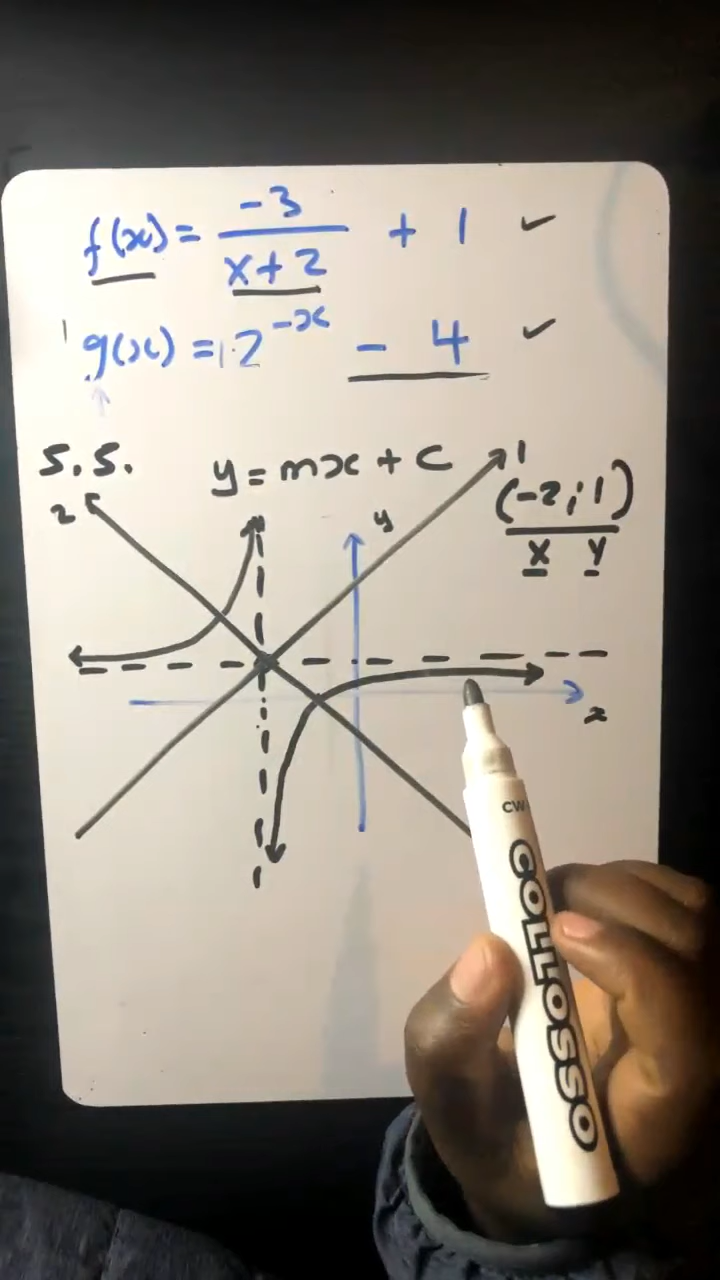 f(x) = -3/(x+2) + 1 ✓
g(x) = 2^-x - 4 ✓
5.5. y = mx + c
(-2;1)
x y
1
2
y
x
CW
COLLOSSO